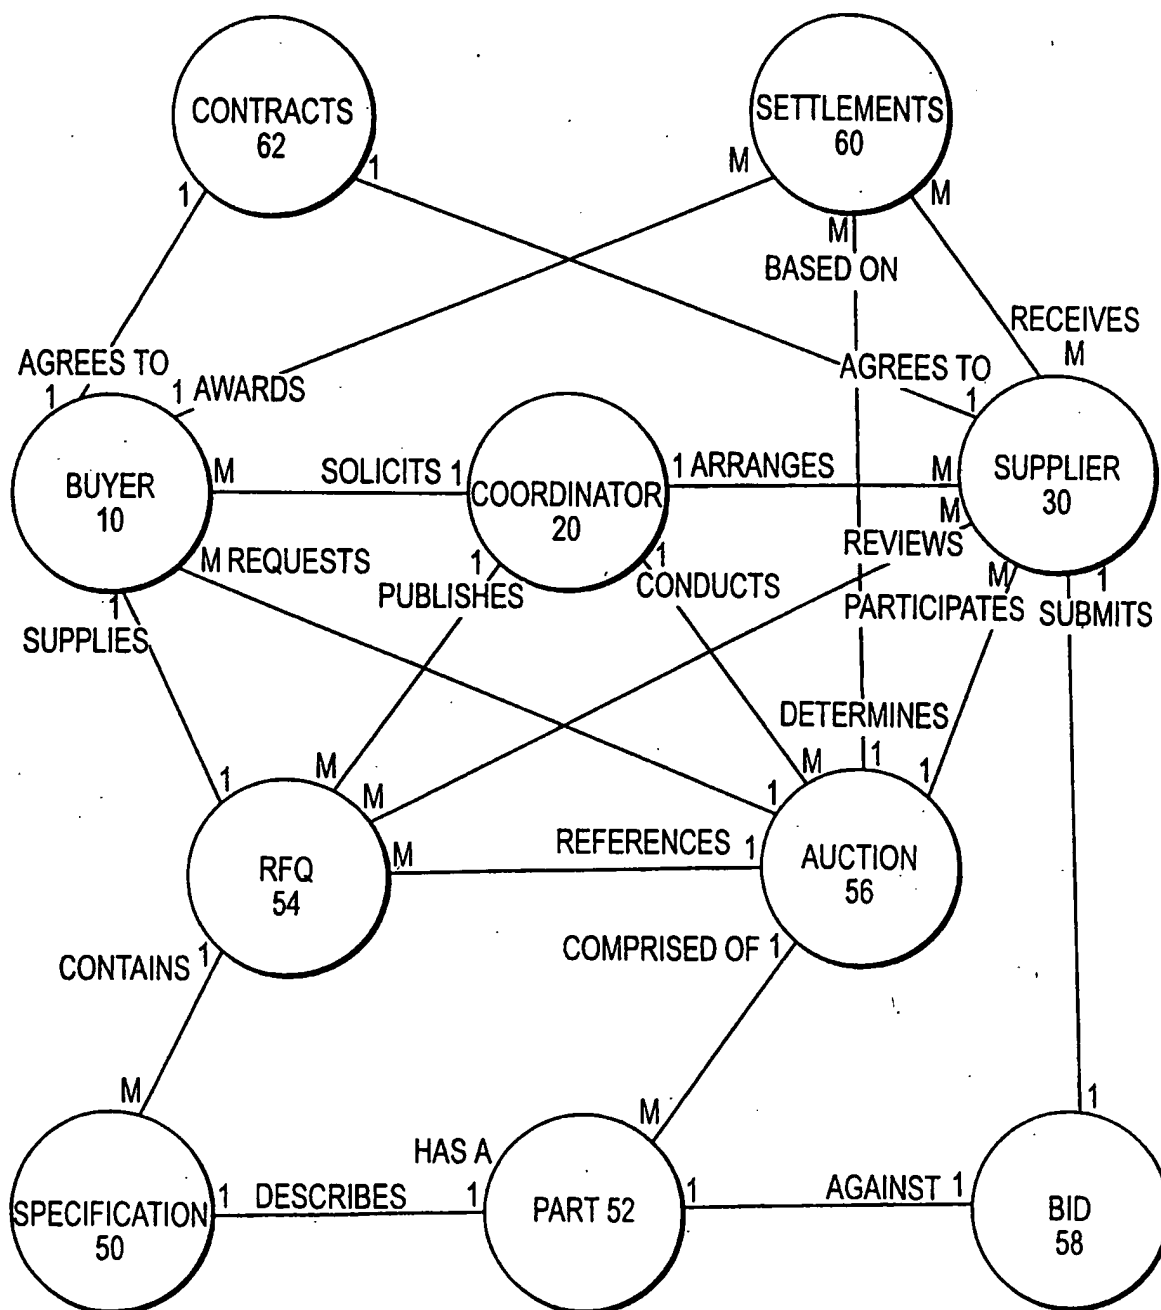 CONTRACTS
62
SETTLEMENTS
60
1
1
M
M
M
BASED ON
RECEIVES
M
AGREES TO
1
1 AWARDS
AGREES TO
1
BUYER
10
M
SOLICITS 1
COORDINATOR
20
1 ARRANGES
M
SUPPLIER
30
M
REVIEWS
M REQUESTS
1
PUBLISHES
1
CONDUCTS
M
PARTICIPATES
1
SUBMITS
1
SUPPLIES
DETERMINES
1
M
M
1
M
1
1
RFQ
54
M
REFERENCES 1
AUCTION
56
CONTAINS 1
COMPRISED OF 1
M
M
1
SPECIFICATION
50
1 DESCRIBES
HAS A
1
PART 52
1
AGAINST 1
BID
58